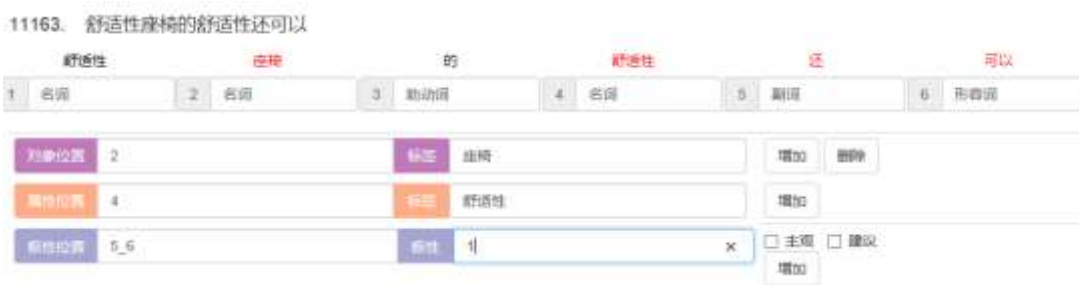 11163. 舒适性座椅的舒适性还可以
舒适性 座椅 的 舒适性 还 可以
1 名词 2 名词 3 助动词 4 名词 5 副词 6 形容词
对象位置 2 标签 座椅 增加 删除
属性位置 4 标签 舒适性 增加
极性位置 5_6 极性 1 × 主观 建议
增加